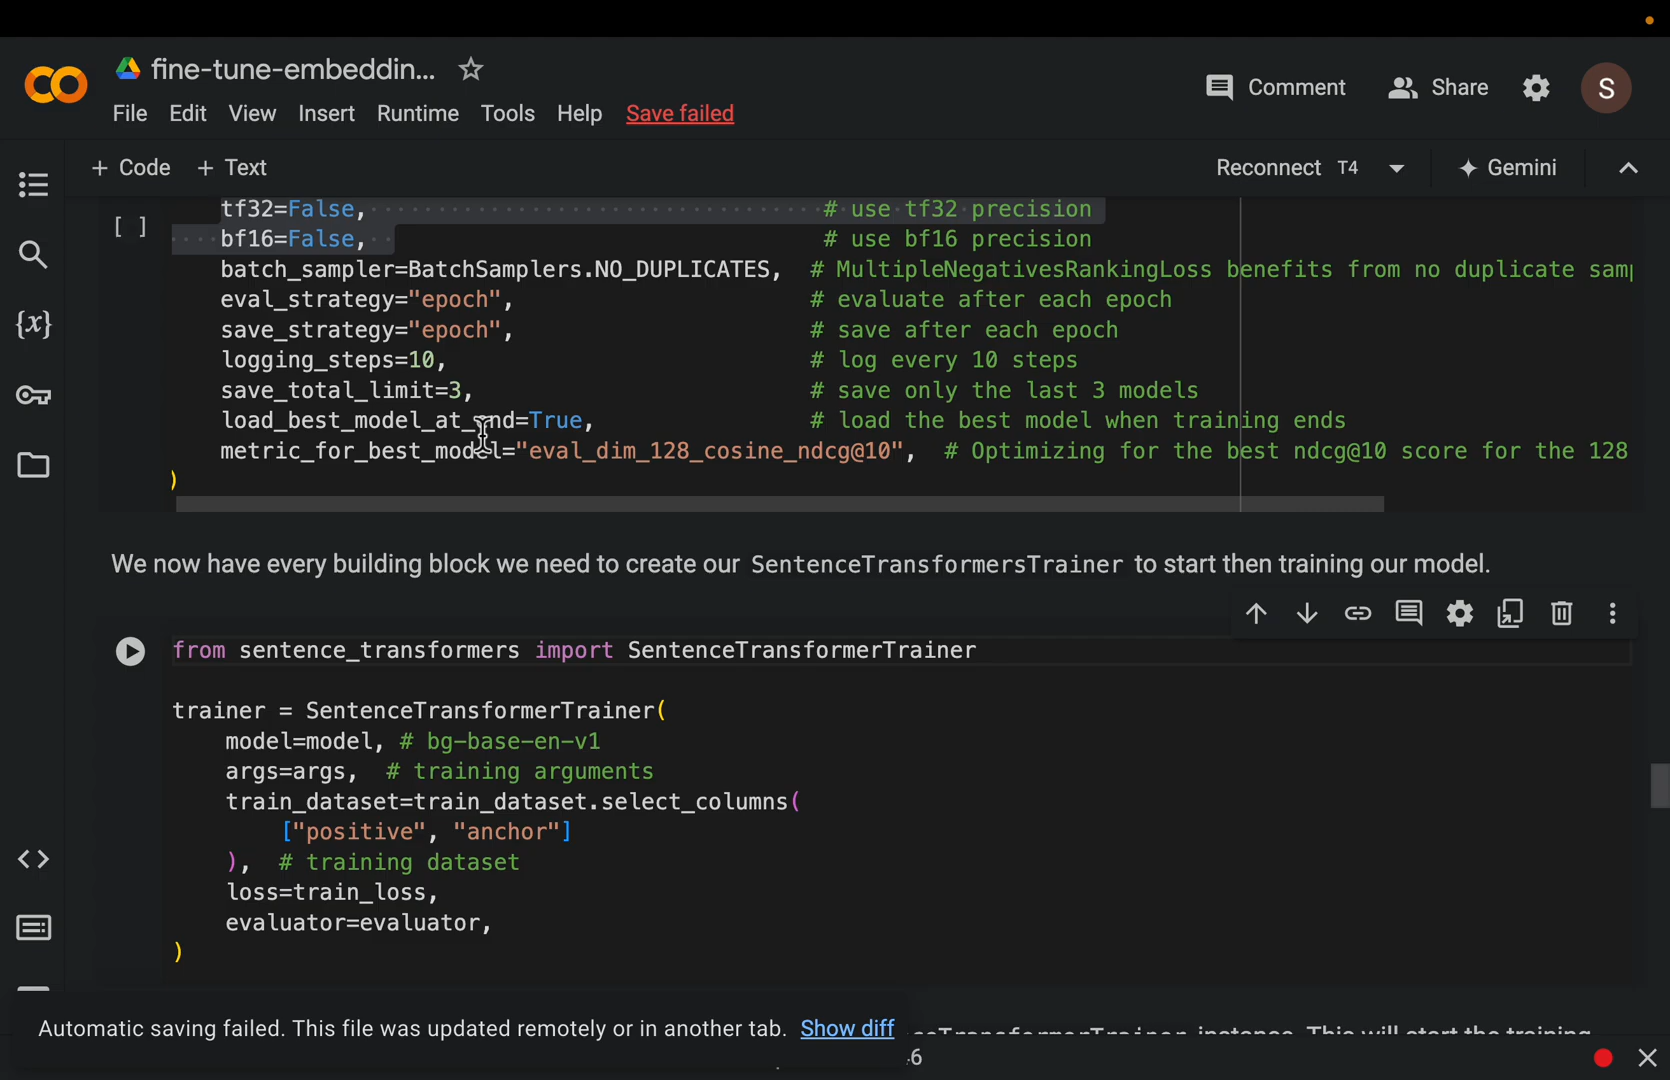 fine-tune-embeddin...
Comment
Share
S
File Edit View Insert Runtime Tools Help Save failed
+ Code + Text
Reconnect T4
Gemini
[ ]
tf32=False, # use tf32 precision
bf16=False, # use bf16 precision
batch_sampler=BatchSamplers.NO_DUPLICATES, # MultipleNegativesRankingLoss benefits from no duplicate
eval_strategy="epoch", # evaluate after each epoch
save_strategy="epoch", # save after each epoch
logging_steps=10, # log every 10 steps
save_total_limit=3, # save only the last 3 models
load_best_model_at_end=True, # load the best model when training ends
metric_for_best_model="eval_dim_128_cosine_ndcg@10", # Optimizing for the best ndcg@10 score for the 128
)
{x}
We now have every building block we need to create our SentenceTransformersTrainer to start then training our model.
from sentence_transformers import SentenceTransformerTrainer
trainer = SentenceTransformerTrainer(
model=model, # bg-base-en-v1
args=args, # training arguments
train_dataset=train_dataset.select_columns(
["positive", "anchor"]
), # training dataset
loss=train_loss,
evaluator=evaluator,
)
Automatic saving failed. This file was updated remotely or in another tab. Show diff
instance. This will start the training